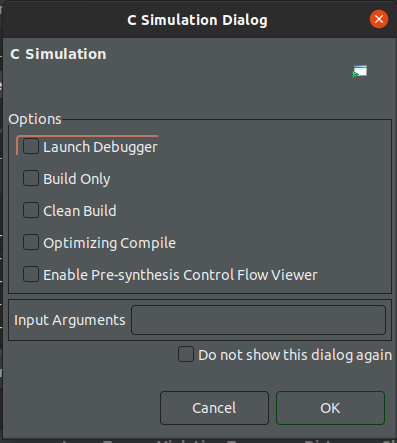 C Simulation Dialog
C Simulation
Options
Launch Debugger
Build Only
Clean Build
Optimizing Compile
Enable Pre-synthesis Control Flow Viewer
Input Arguments
Do not show this dialog again
Cancel OK